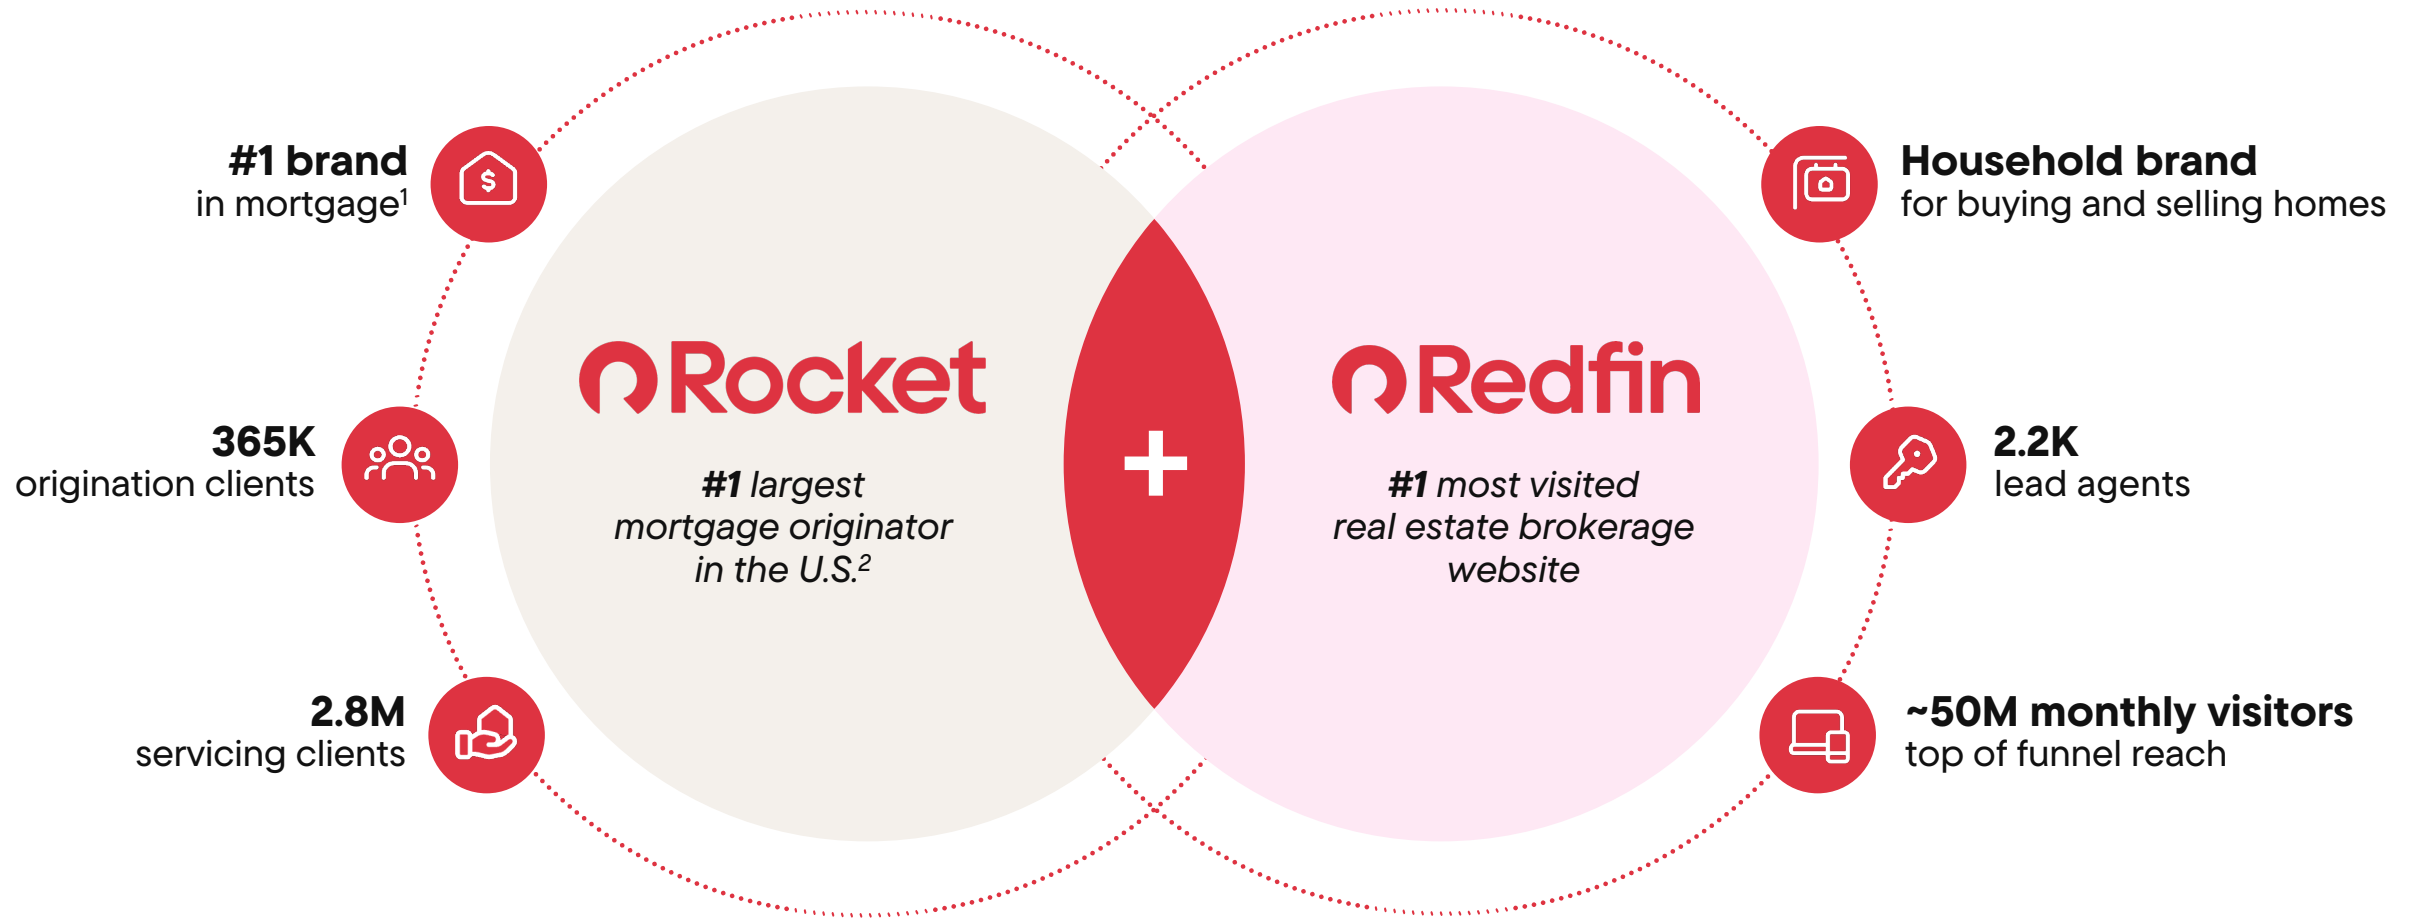 #1 brand
in mortgage¹
365K
origination clients
2.8M
servicing clients
Rocket
#1 largest
mortgage originator
in the U.S.²
+
Redfin
#1 most visited
real estate brokerage
website
Household brand
for buying and selling homes
2.2K
lead agents
~50M monthly visitors
top of funnel reach